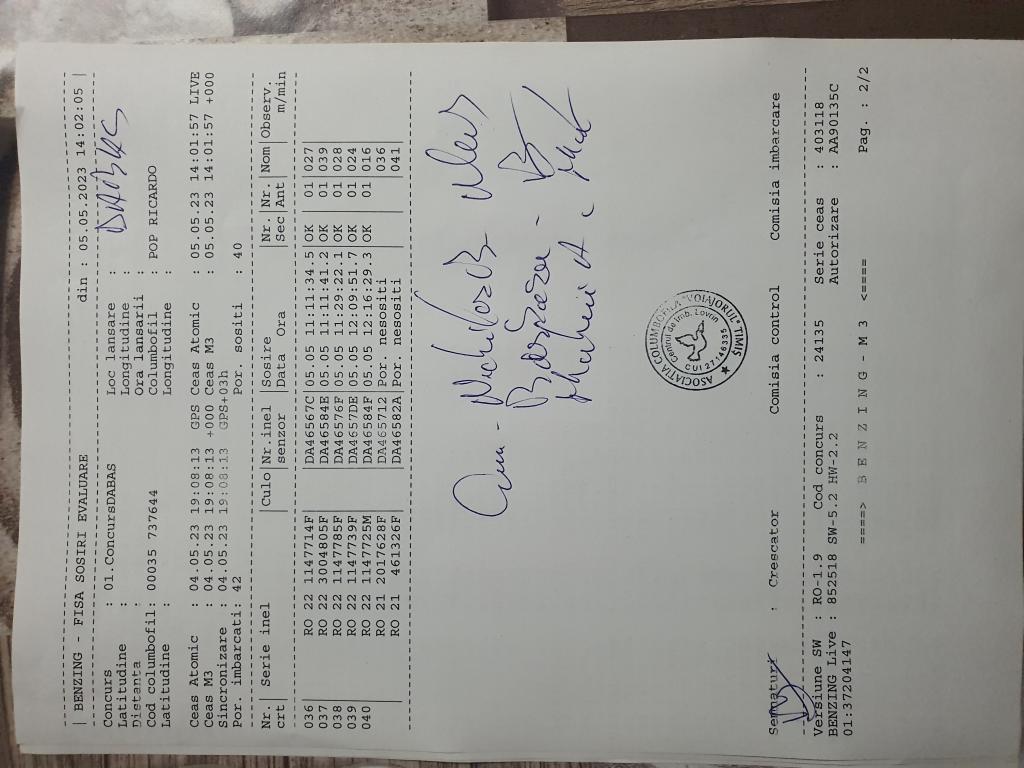 | BENZING - FISA SOSIRI EVALUARE din : 05.05.2023 14:02:05 |
Concurs : 01.ConcursDABAS Loc lansare : DABAS
Latitudine : Longitudine :
Distanta : Ora lansarii :
Cod columbofil: 00035 737644 Columbofil : POP RICARDO
Latitudine : Longitudine :
Ceas Atomic : 04.05.23 19:08:13 GPS Ceas Atomic : 05.05.23 14:01:57 LIVE
Ceas M3 : 04.05.23 19:08:13 +000 Ceas M3 : 05.05.23 14:01:57 +000
Sincronizare : 04.05.23 19:08:13 GPS+03h
Por. imbarcati: 42 Por. sositi : 40
Nr. | Serie inel |Culo|Nr.inel |Sosire |Nr.|Nr.|Nom|Observ.
crt| | |senzor |Data Ora |Sec|Ant| | m/min
036| RO 22 1147714F| |DA46567C|05.05 11:11:34.5|OK |01 |027|
037| RO 22 3004805F| |DA46584E|05.05 11:11:41.2|OK |01 |039|
038| RO 22 1147785F| |DA46576F|05.05 11:29:22.1|OK |01 |028|
039| RO 22 1147739F| |DA4657DE|05.05 12:09:51.7|OK |01 |024|
040| RO 22 1147725M| |DA46584F|05.05 12:16:29.3|OK |01 |016|
| RO 21 2017628F| |DA465712|Por. nesositi | | |036|
| RO 21 461326F| |DA46582A|Por. nesositi | | |041|
ASOCIATIA COLUMBOFILA "VOIAJORUL" TIMIȘ
Centrul de Imb. Lovrin
CUI 27146335
Semnaturi : Crescator Comisia control Comisia imbarcare
Versiune SW : RO-1.9 Cod concurs : 24135 Serie ceas : 403118
BENZING Live : 852518 SW-5.2 HW-2.2 Autorizare : AA90135C
01:37204147
====> B E N Z I N G - M 3 <====
Pag. : 2/2